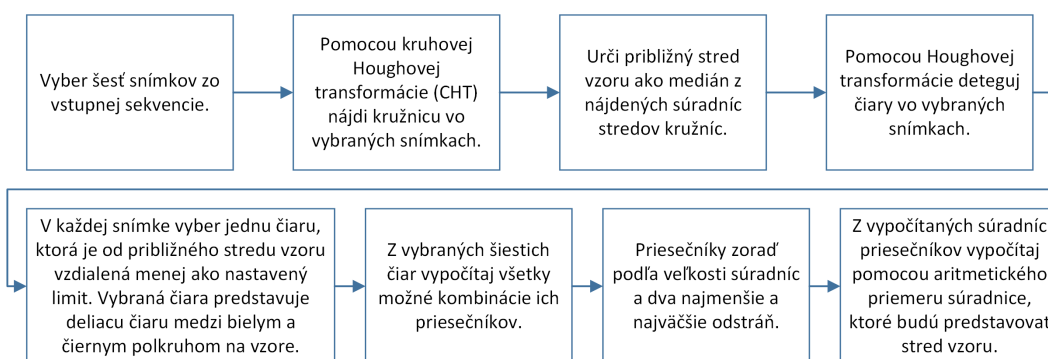 Vyber šesť snímkov zo
vstupnej sekvencie.
Pomocou kruhovej
Houghovej
transformácie (CHT)
nájdi kružnicu vo
vybraných snímkach.
Urči približný stred
vzoru ako medián z
nájdených súradníc
stredov kružníc.
Pomocou Houghovej
transformácie deteguj
čiary vo vybraných
snímkach.
V každej snímke vyber jednu čiaru,
ktorá je od približného stredu vzoru
vzdialená menej ako nastavený
limit. Vybraná čiara predstavuje
deliacu čiaru medzi bielym a
čiernym polkruhom na vzore.
Z vybraných šiestich
čiar vypočítaj všetky
možné kombinácie ich
priesečníkov.
Priesečníky zoraď
podľa veľkosti súradníc
a dva najmenšie a
najväčšie odstráň.
Z vypočítaných súradníc
priesečníkov vypočítaj
pomocou aritmetického
priemeru súradnice,
ktoré budú predstavovať
stred vzoru.